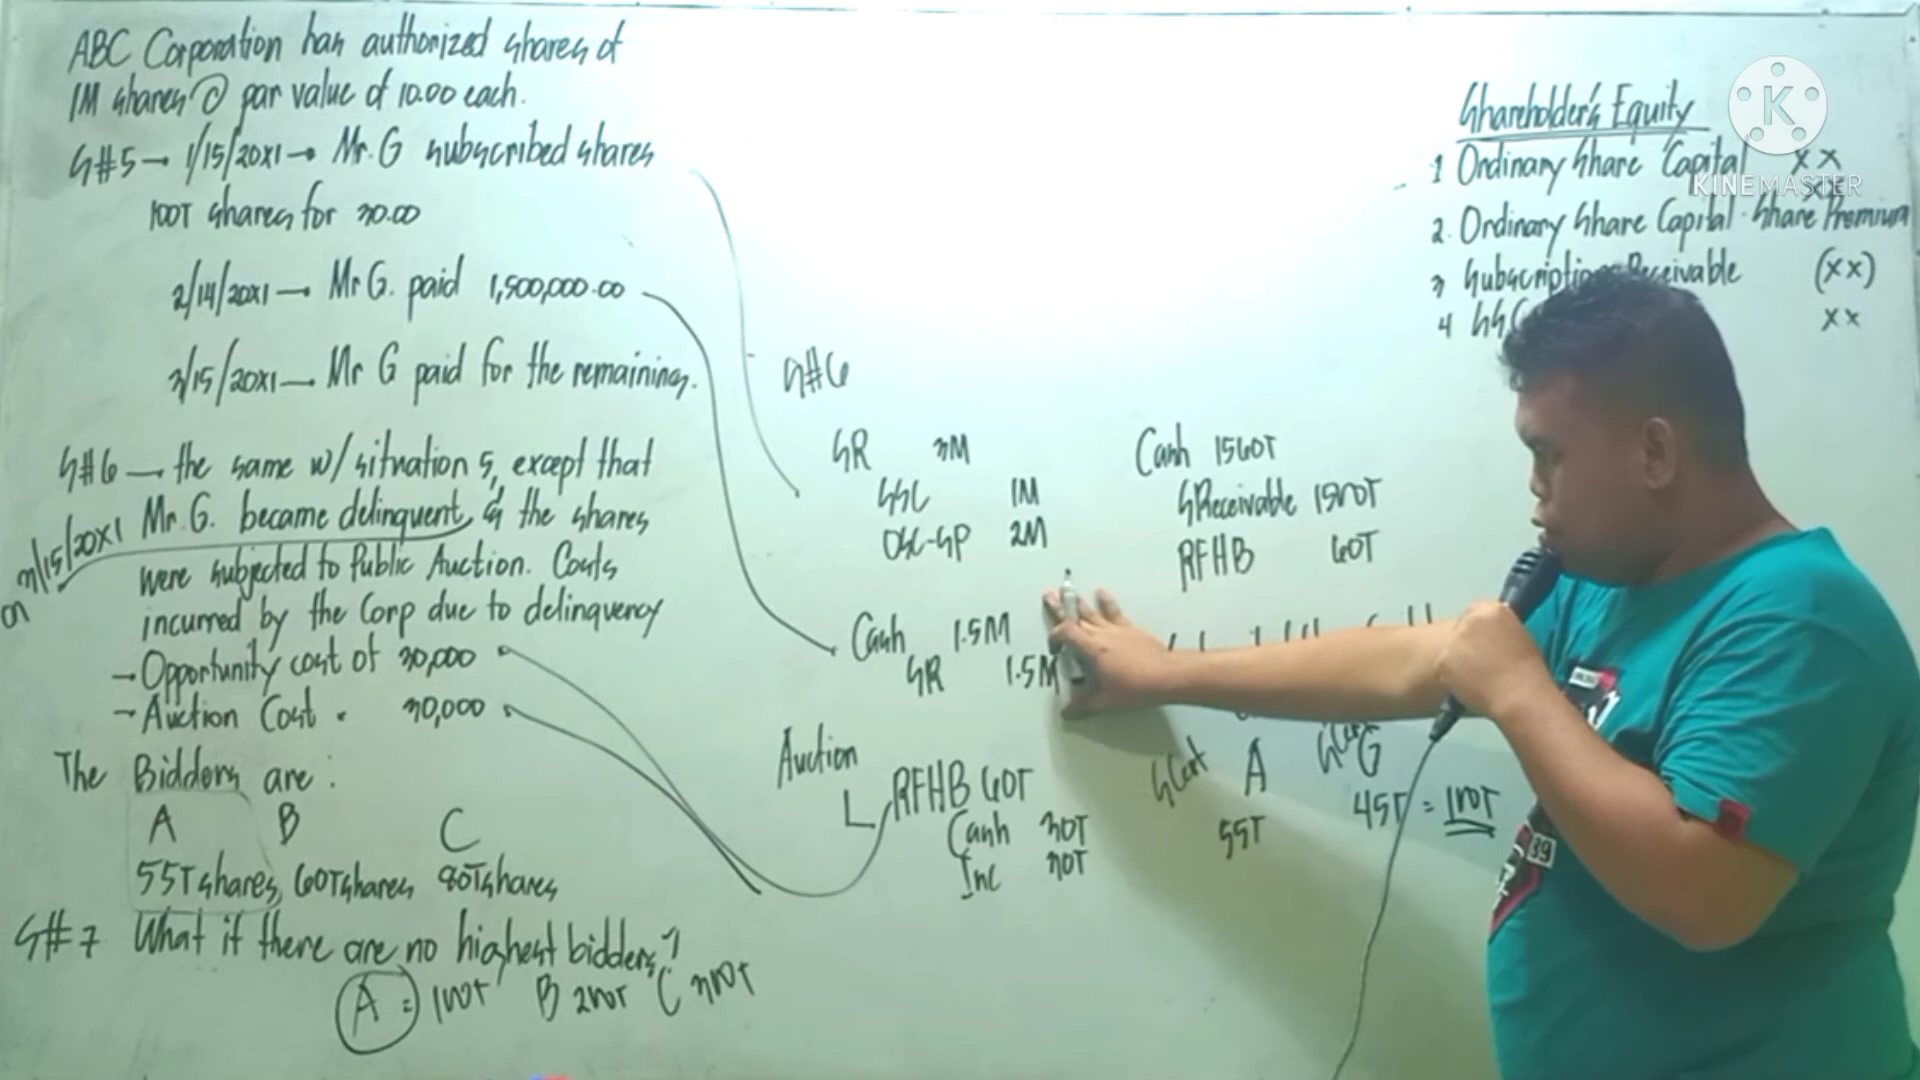 ABC Corporation has authorized shares of
1M shares @ par value of 10.00 each.
S#5 → 1/15/20X1 → Mr. G subscribed shares
100T shares for 30.00
2/14/20X1 → Mr G. paid 1,500,000.00
3/15/20X1 → Mr G paid for the remaining.
S#6 — the same w/ situation 5, except that
on 3/15/20X1 Mr. G. became delinquent, & the shares
were subjected to Public Auction. Costs
incurred by the Corp due to delinquency
- Opportunity cost of 30,000
- Auction Cost. 30,000
The Bidders are:
A B C
55T shares, 60T shares 80T shares
S#7 What if there are no highest bidders?
A = 100T B 200T C 300T
S#6
SR 3M
SSC 1M
OSC-SP 2M
Cash 1.5M
SR 1.5M
Auction
RFHB 60T
Cash 30T
Inc 30T
Cash 1560T
SReceivable 1500T
RFHB 60T
SCert A SCert G
55T 45T = 100T
Shareholder's Equity
1 Ordinary Share Capital xx
2. Ordinary Share Capital - Share Premium xx
3 Subscription Receivable (xx)
4 xx
K
KINEMASTER
39